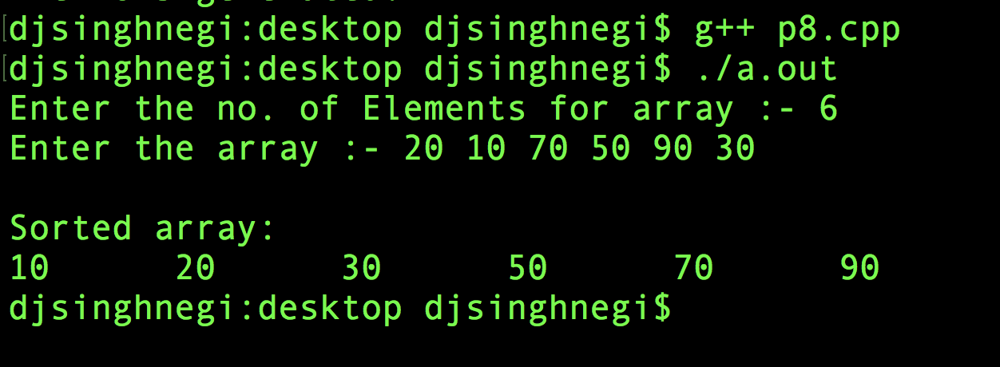 djsinghnegi:desktop djsinghnegi$ g++ p8.cpp
djsinghnegi:desktop djsinghnegi$ ./a.out
Enter the no. of Elements for array :- 6
Enter the array :- 20 10 70 50 90 30
Sorted array:
10 20 30 50 70 90
djsinghnegi:desktop djsinghnegi$